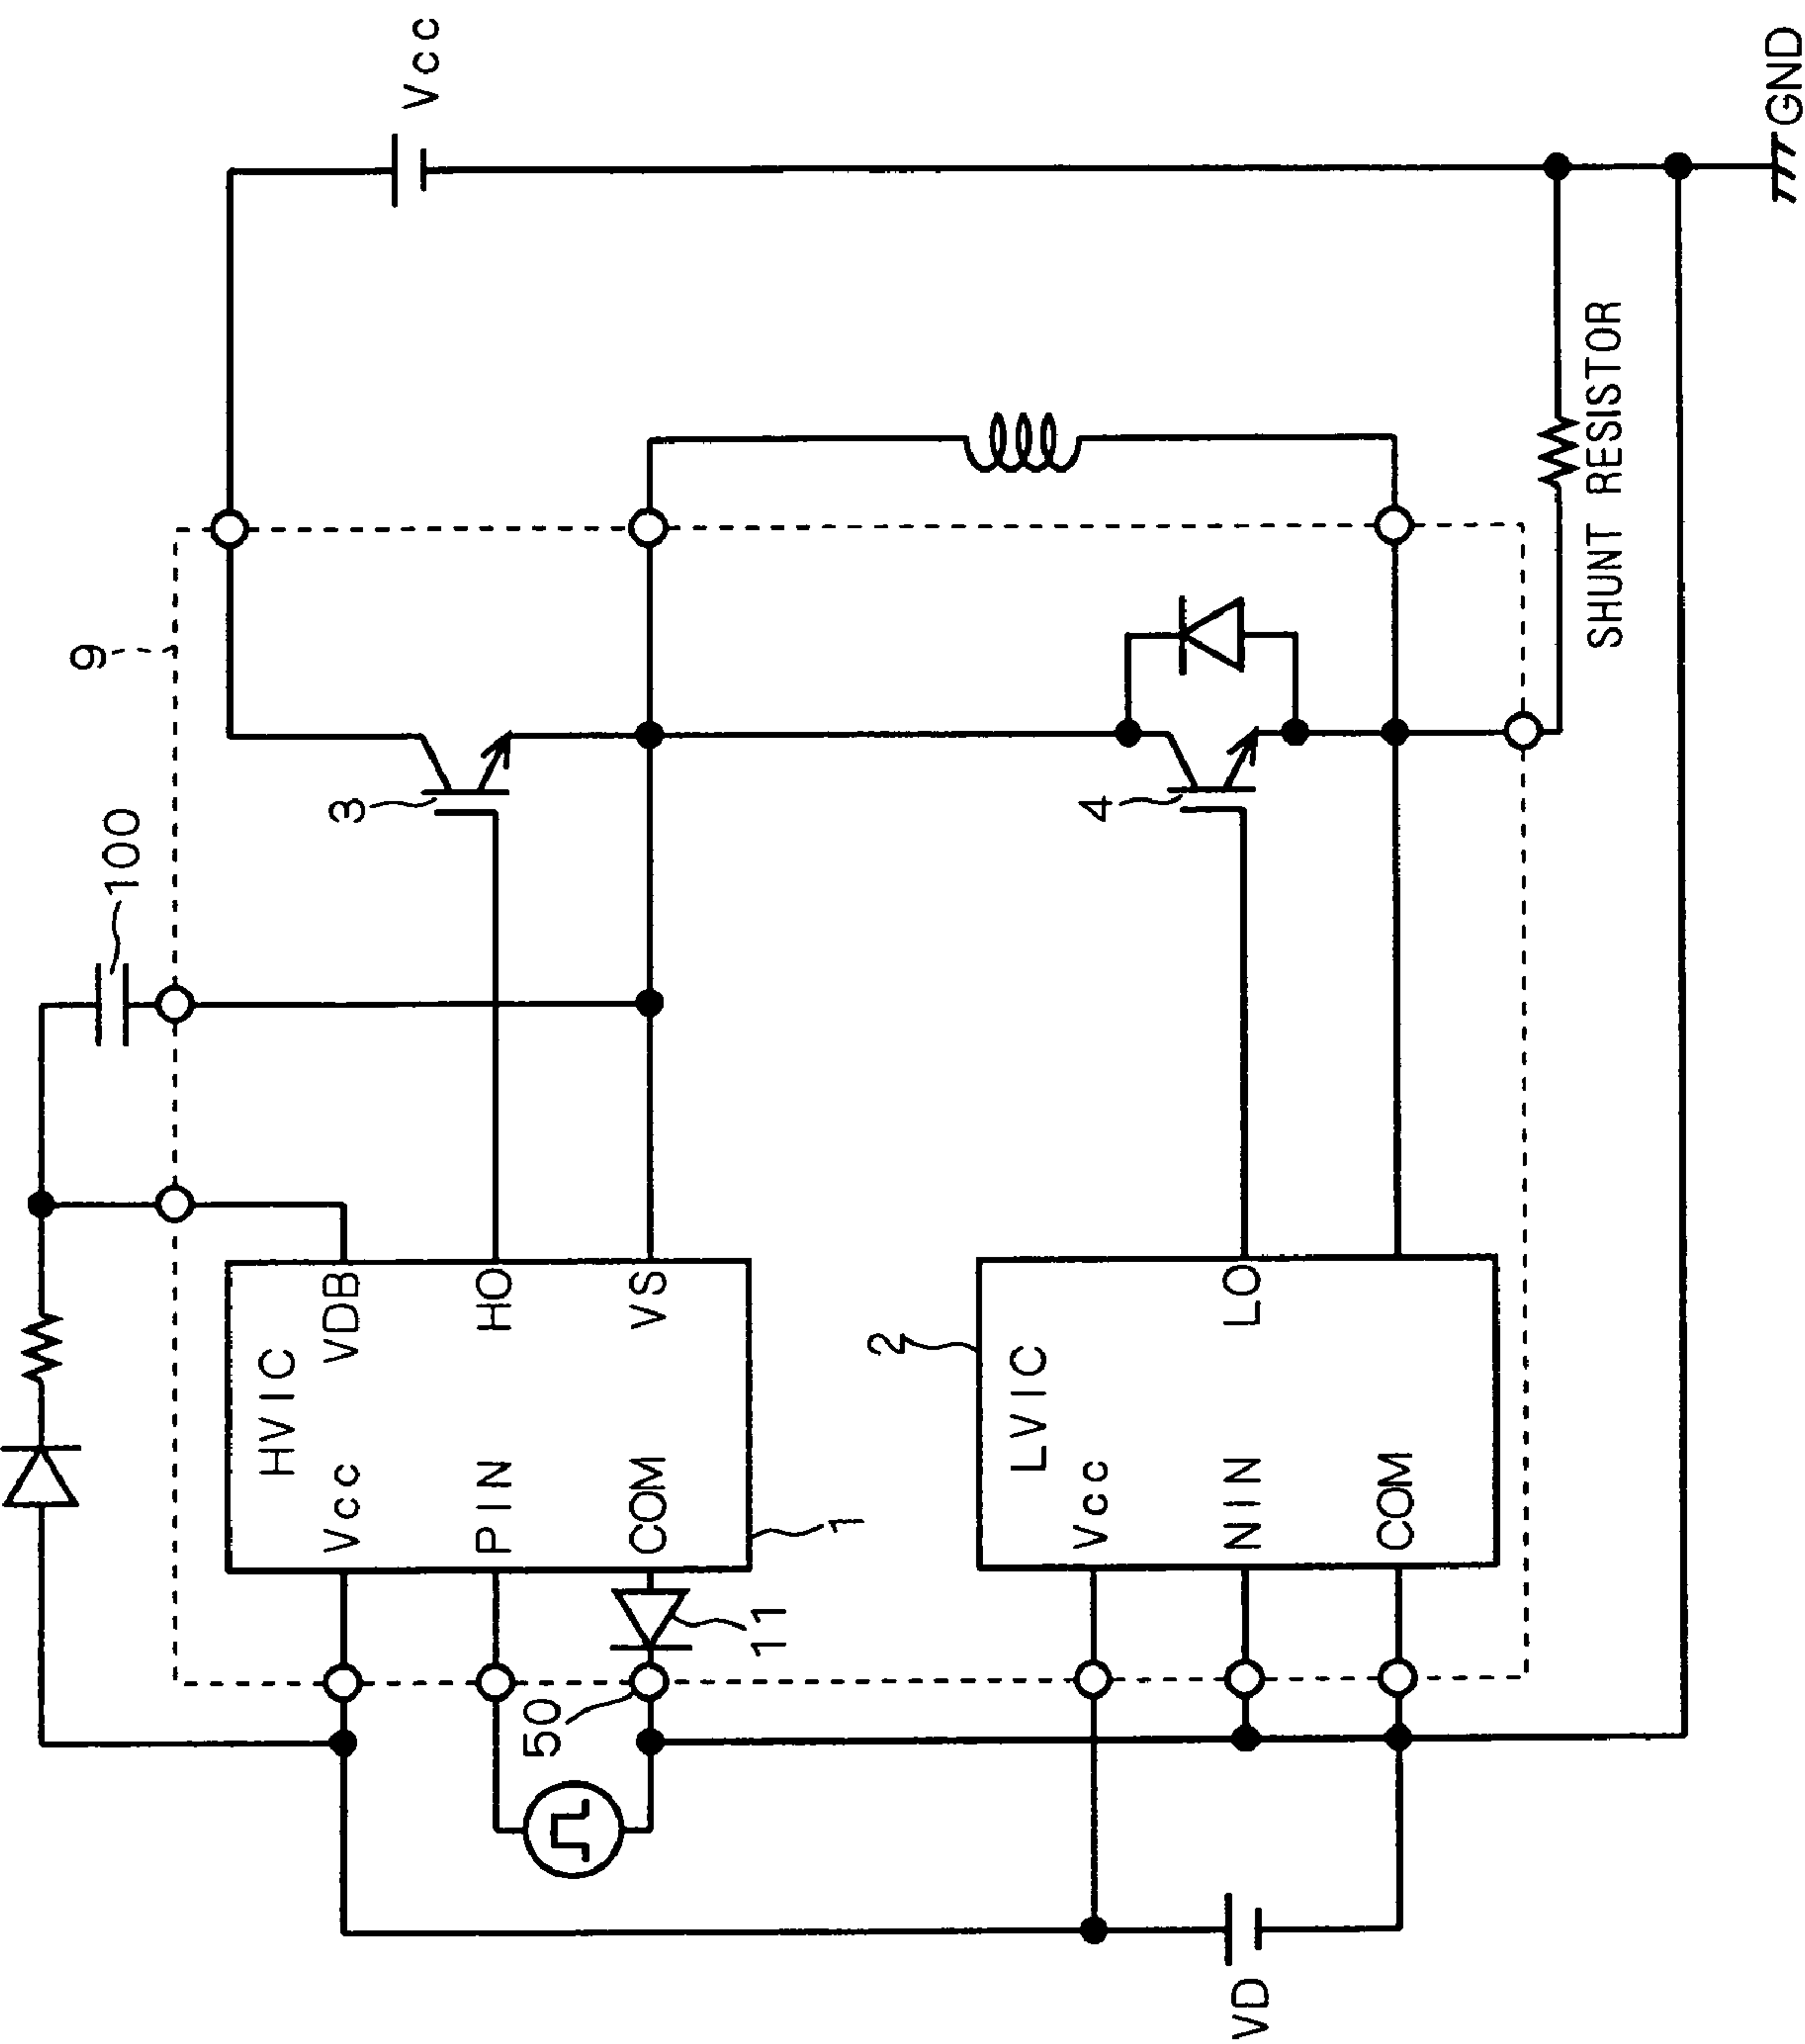 VD
Vcc
PIN
COM
HVIC
VDB
HO
VS
1
11
50
Vcc
NIN
COM
LVIC
LO
2
100
3
4
9
SHUNT RESISTOR
Vcc
GND